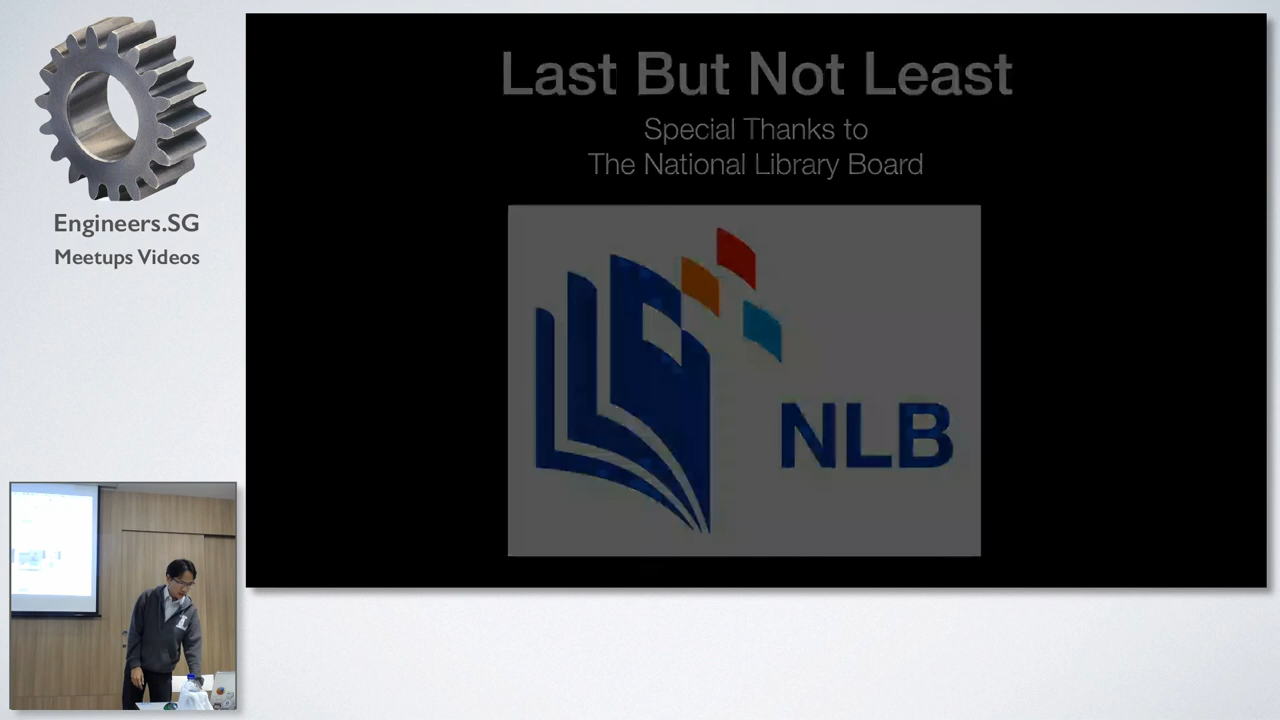 Engineers.SG
Meetups Videos
Last But Not Least
Special Thanks to
The National Library Board
NLB